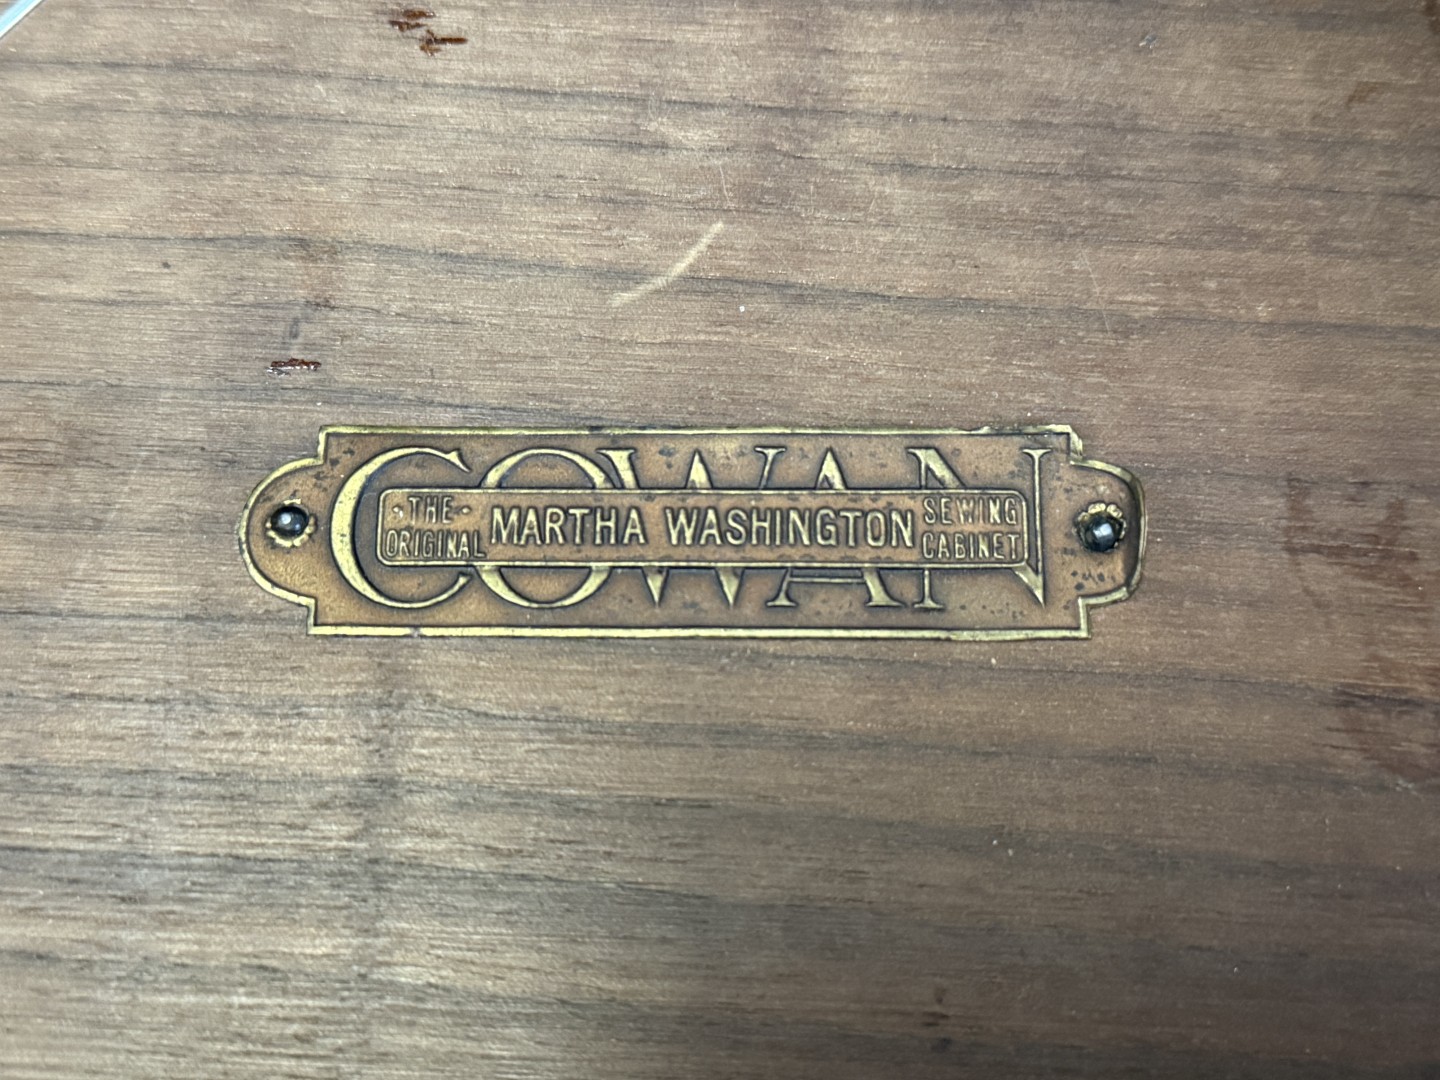 COWAN
THE
ORIGINAL
MARTHA WASHINGTON
SEWING
CABINET